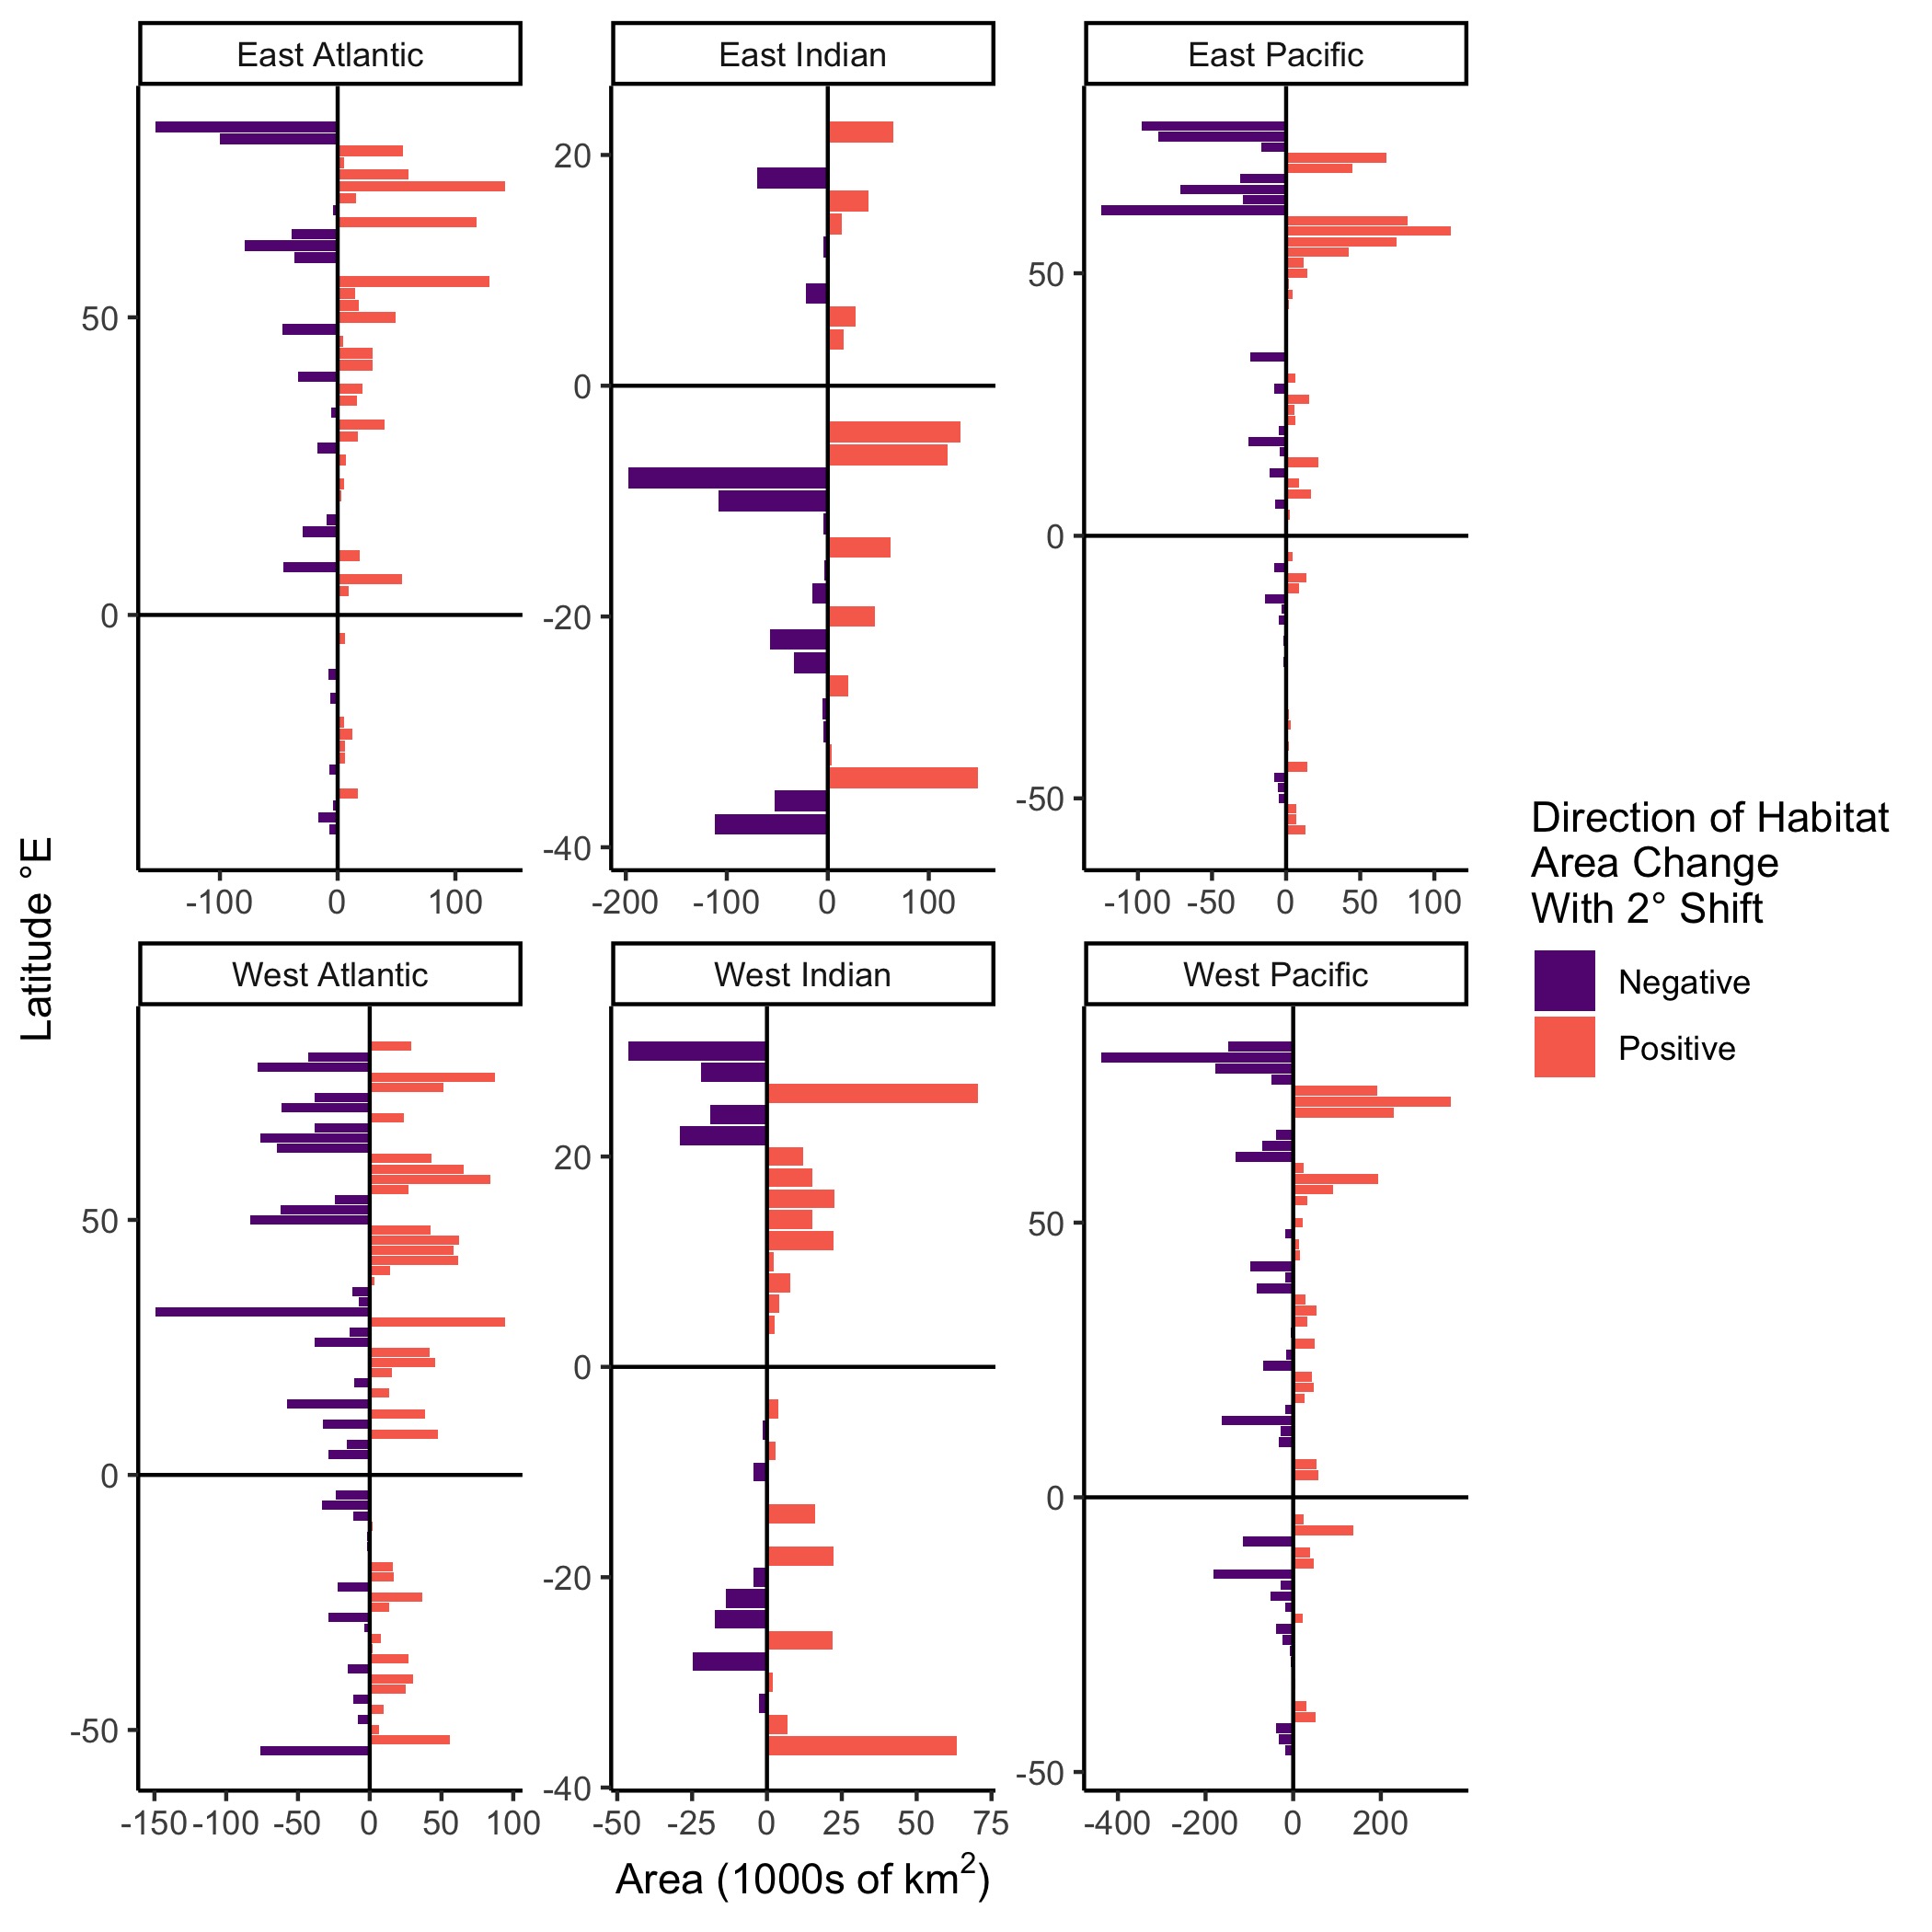 East Atlantic
East Indian
East Pacific
50
0
-100 0 100
20
0
-20
-40
-200 -100 0 100
50
0
-50
-100 -50 0 50 100
West Atlantic
West Indian
West Pacific
50
0
-50
-150 -100 -50 0 50 100
20
0
-20
-40
-50 -25 0 25 50 75
50
0
-50
-400 -200 0 200
Latitude °E
Area (1000s of km²)
Direction of Habitat
Area Change
With 2° Shift
Negative
Positive